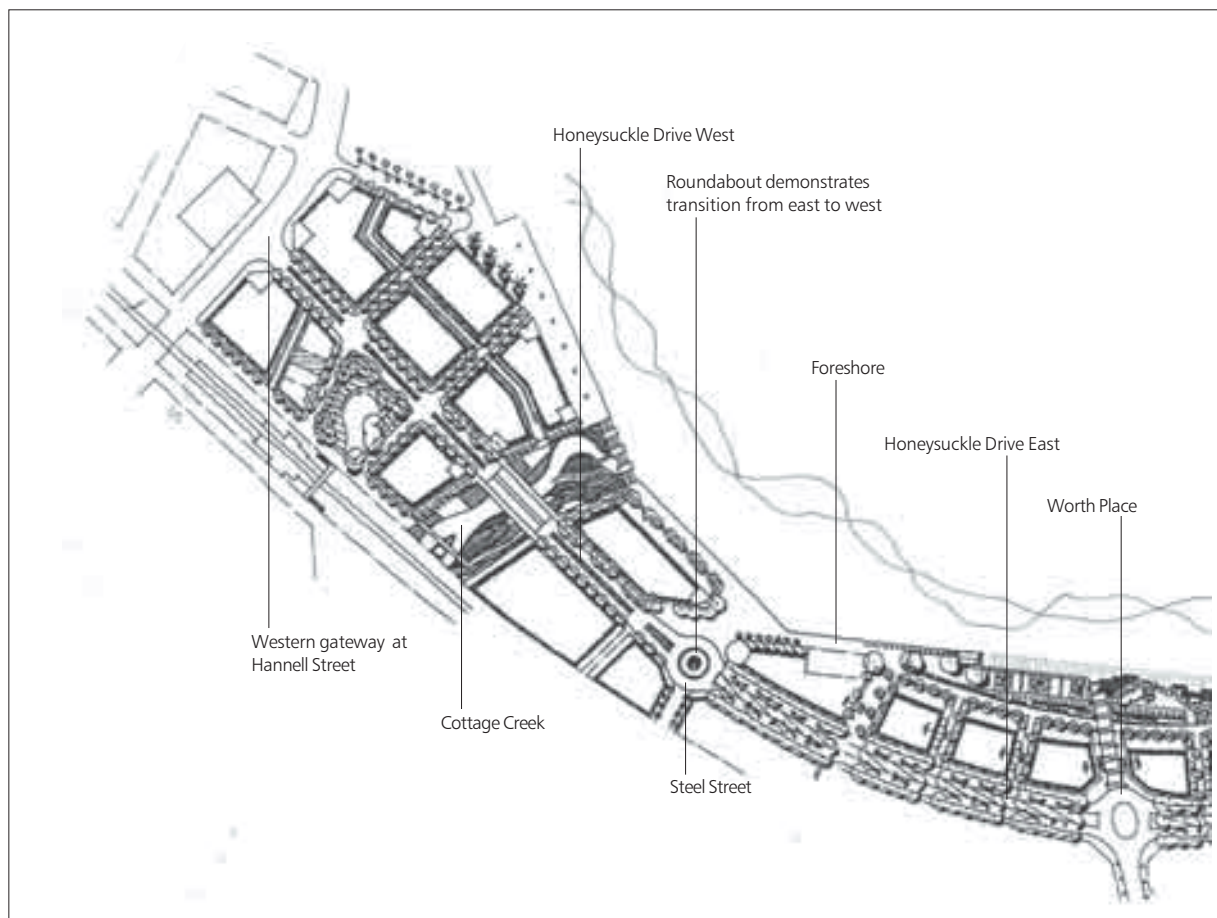 Honeysuckle Drive West
Roundabout demonstrates
transition from east to west
Foreshore
Honeysuckle Drive East
Worth Place
Western gateway at
Hannell Street
Cottage Creek
Steel Street